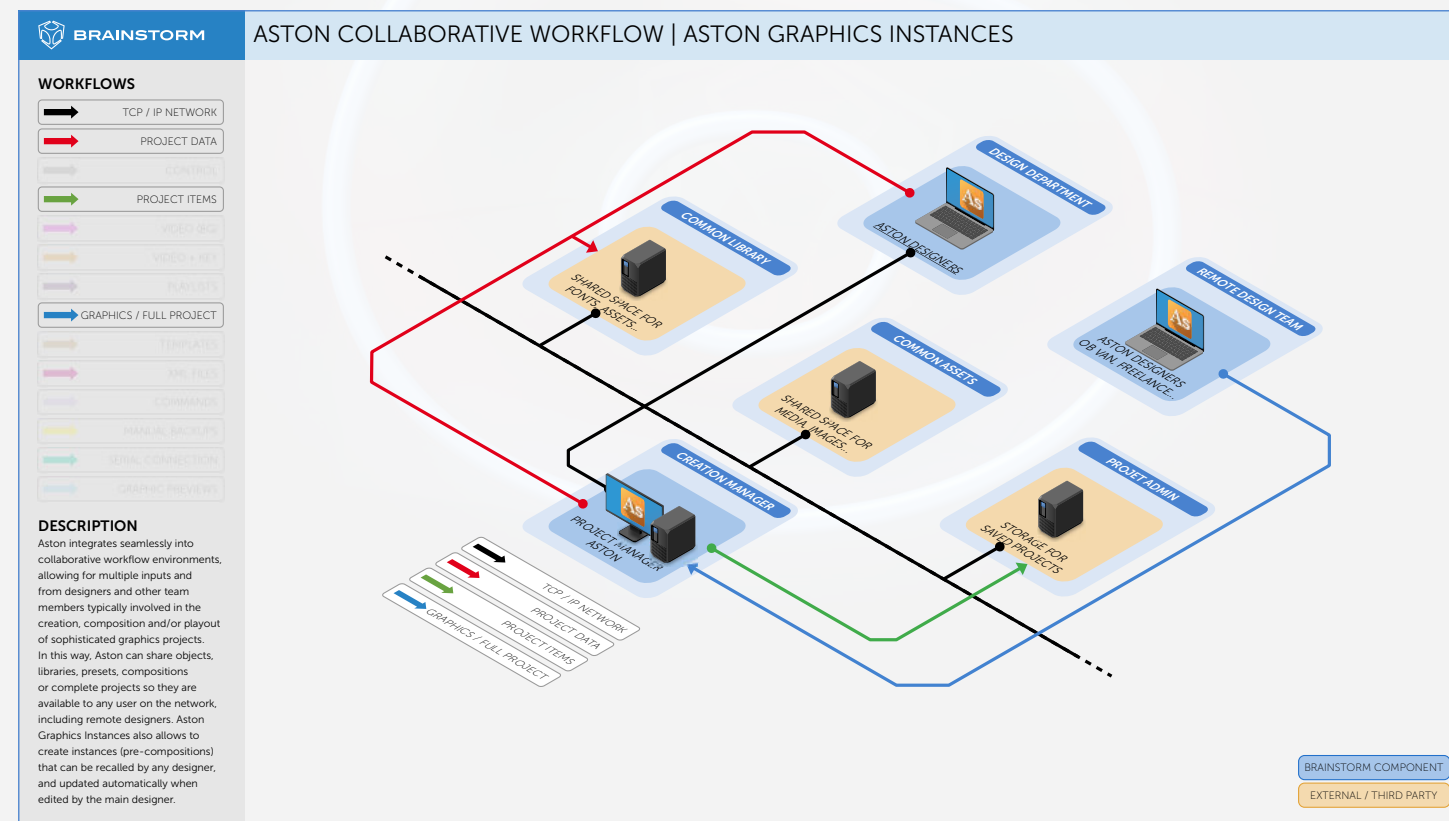 BRAINSTORM
ASTON COLLABORATIVE WORKFLOW | ASTON GRAPHICS INSTANCES
WORKFLOWS
TCP / IP NETWORK
PROJECT DATA
CONTROL
PROJECT ITEMS
VIDEO (BG)
VIDEO + KEY
PLAYLISTS
GRAPHICS / FULL PROJECT
TEMPLATES
XML FILES
COMMANDS
MANUAL BACKUPS
SERIAL CONNECTION
GRAPHIC PREVIEWS
DESCRIPTION
Aston integrates seamlessly into
collaborative workflow environments,
allowing for multiple inputs and
from designers and other team
members typically involved in the
creation, composition and/or playout
of sophisticated graphics projects.
In this way, Aston can share objects,
libraries, presets, compositions
or complete projects so they are
available to any user on the network,
including remote designers. Aston
Graphics Instances also allows to
create instances (pre-compositions)
that can be recalled by any designer,
and updated automatically when
edited by the main designer.
DESIGN DEPARTMENT
As
ASTON DESIGNERS
COMMON LIBRARY
SHARED SPACE FOR
FONTS, ASSETS...
REMOTE DESIGN TEAM
As
ASTON DESIGNERS
OB VAN, FREELANCE...
COMMON ASSETS
SHARED SPACE FOR
MEDIA, IMAGES...
CREATION MANAGER
As
PROJECT MANAGER
ASTON
PROJET ADMIN
STORAGE FOR
SAVED PROJECTS
TCP / IP NETWORK
PROJECT DATA
PROJECT ITEMS
GRAPHICS / FULL PROJECT
BRAINSTORM COMPONENT
EXTERNAL / THIRD PARTY